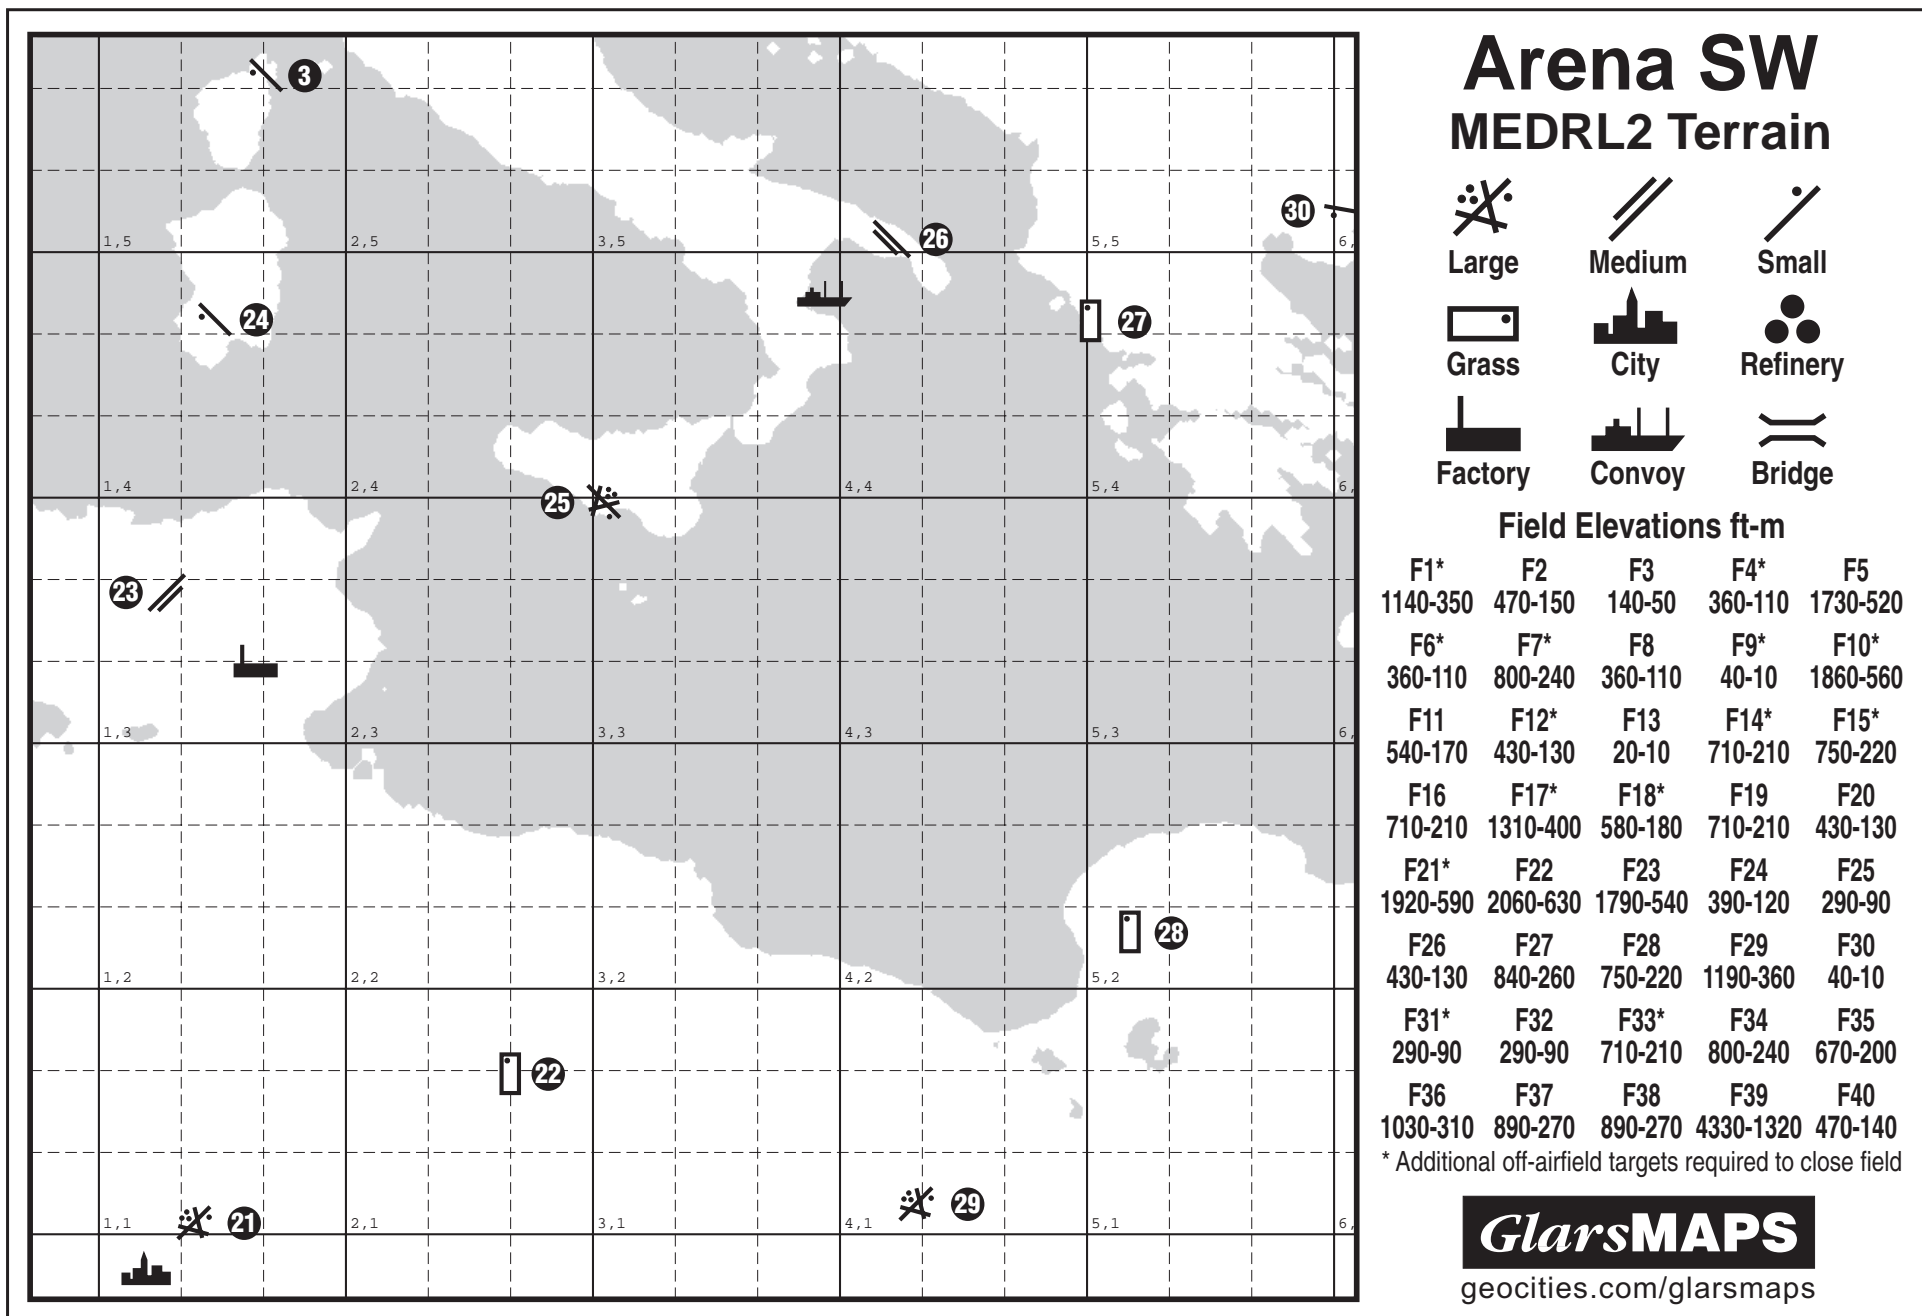 Arena SW
MEDRL2 Terrain
3
30
26
1,5
2,5
3,5
5,5
6,
24
27
1,4
2,4
4,4
5,4
6,
25
23
1,3
2,3
3,3
4,3
5,3
6,
28
1,2
2,2
3,2
4,2
5,2
22
29
1,1
21
2,1
3,1
4,1
5,1
6,
Large Medium Small
Grass City Refinery
Factory Convoy Bridge
Field Elevations ft-m
F1* F2 F3 F4* F5
1140-350 470-150 140-50 360-110 1730-520
F6* F7* F8 F9* F10*
360-110 800-240 360-110 40-10 1860-560
F11 F12* F13 F14* F15*
540-170 430-130 20-10 710-210 750-220
F16 F17* F18* F19 F20
710-210 1310-400 580-180 710-210 430-130
F21* F22 F23 F24 F25
1920-590 2060-630 1790-540 390-120 290-90
F26 F27 F28 F29 F30
430-130 840-260 750-220 1190-360 40-10
F31* F32 F33* F34 F35
290-90 290-90 710-210 800-240 670-200
F36 F37 F38 F39 F40
1030-310 890-270 890-270 4330-1320 470-140
* Additional off-airfield targets required to close field
GlarsMAPS
geocities.com/glarsmaps